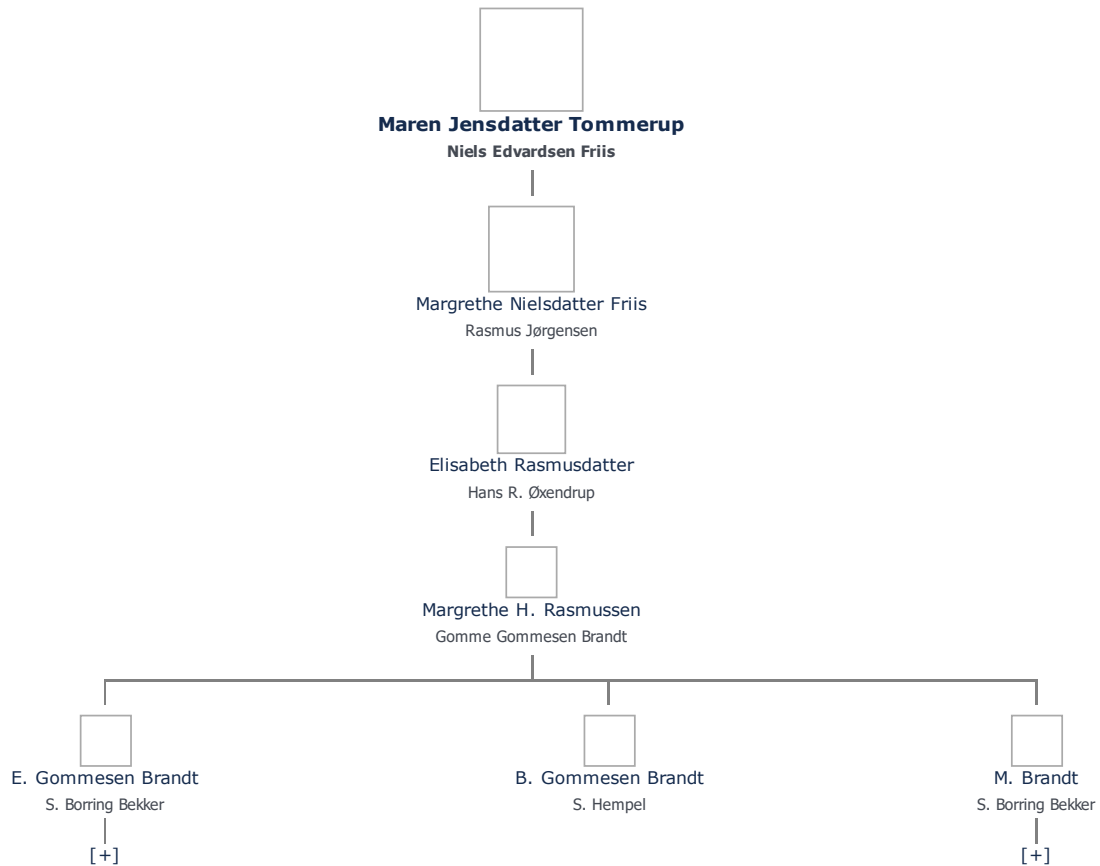 Maren Jensdatter Tommerup
Niels Edvardsen Friis
Margrethe Nielsdatter Friis
Rasmus Jørgensen
Elisabeth Rasmusdatter
Hans R. Øxendrup
Margrethe H. Rasmussen
Gomme Gommesen Brandt
E. Gommesen Brandt
S. Borring Bekker
[+]
B. Gommesen Brandt
S. Hempel
M. Brandt
S. Borring Bekker
[+]